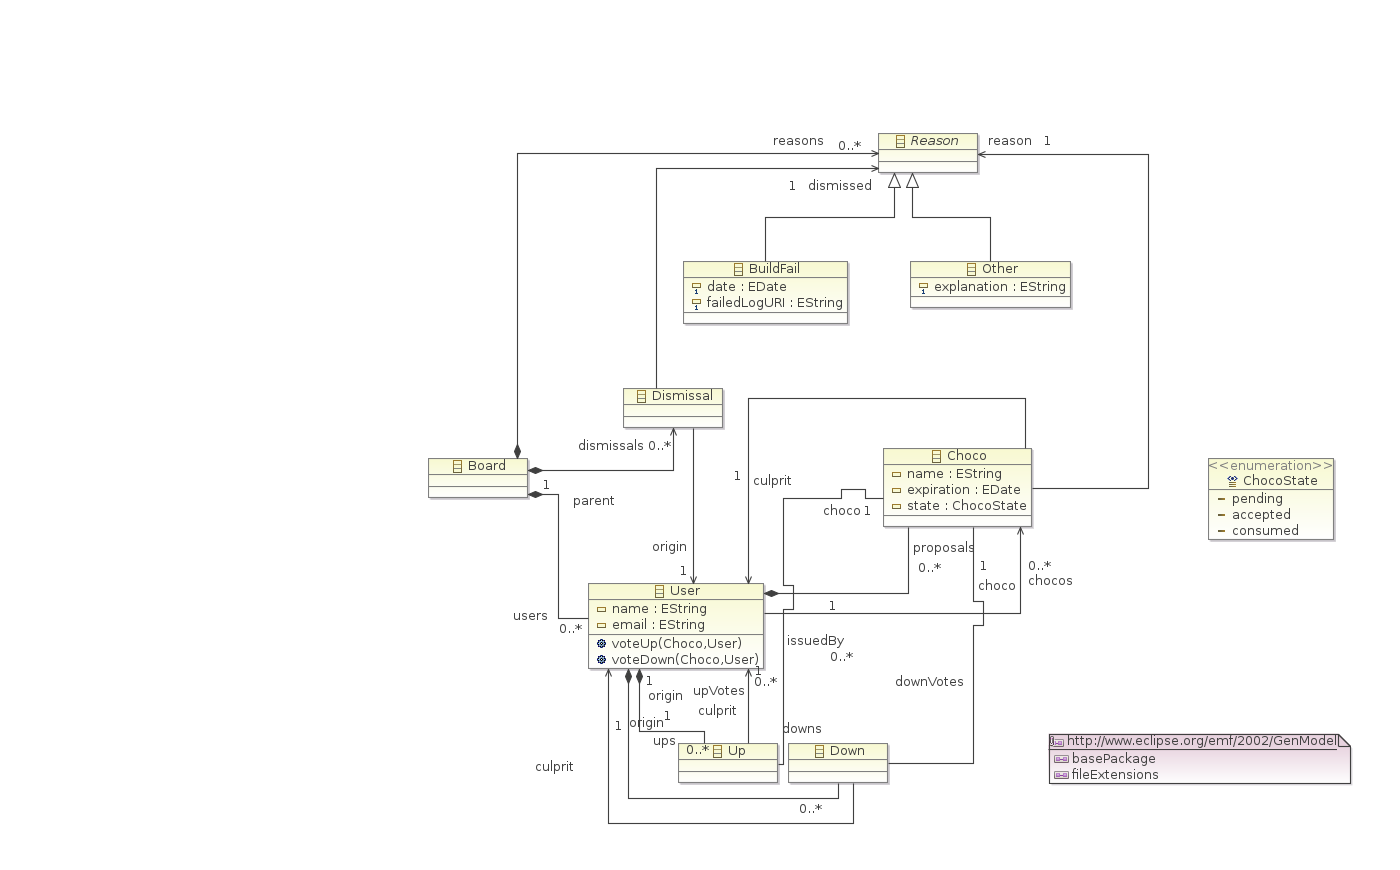 reasons 0..*
Reason
reason 1
1 dismissed
BuildFail
date : EDate
failedLogURI : EString
Other
explanation : EString
Dismissal
dismissals 0..*
Board
1
parent
1 culprit
Choco
name : EString
expiration : EDate
state : ChocoState
choco 1
<<enumeration>>
ChocoState
pending
accepted
consumed
origin
1
proposals
0..*
1
choco
0..*
chocos
User
name : EString
email : EString
voteUp(Choco,User)
voteDown(Choco,User)
users
0..*
1
issuedBy
0..*
1
0..*
1
origin
upVotes
culprit
downVotes
1
origin
1
ups
0..*
Up
downs
Down
culprit
0..*
http://www.eclipse.org/emf/2002/GenModel
basePackage
fileExtensions